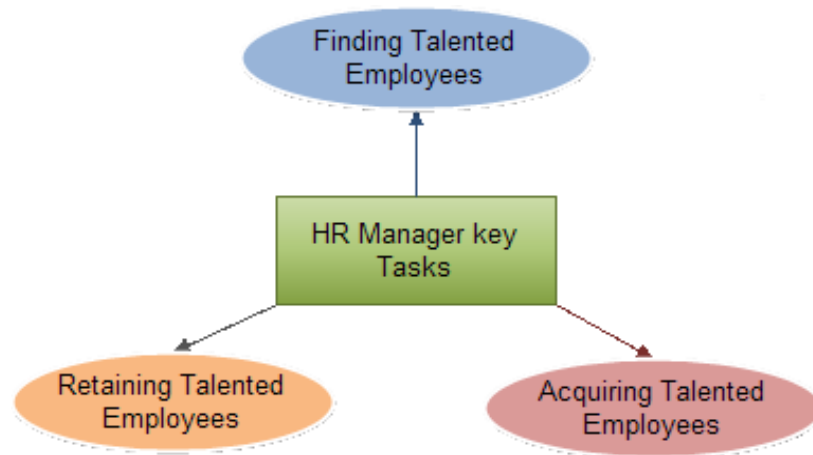 Finding Talented
Employees
HR Manager key
Tasks
Retaining Talented
Employees
Acquiring Talented
Employees